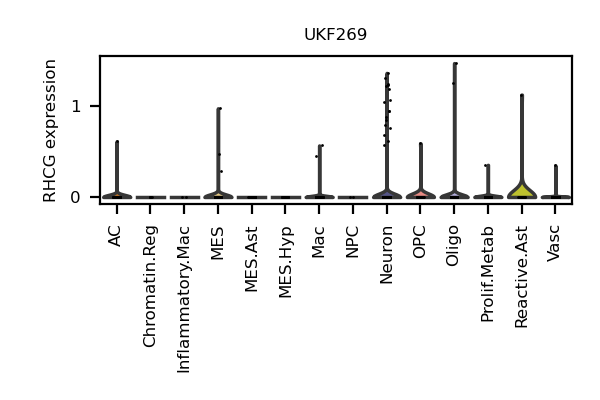 UKF269
RHCG expression
1
0
AC
Chromatin.Reg
Inflammatory.Mac
MES
MES.Ast
MES.Hyp
Mac
NPC
Neuron
OPC
Oligo
Prolif.Metab
Reactive.Ast
Vasc